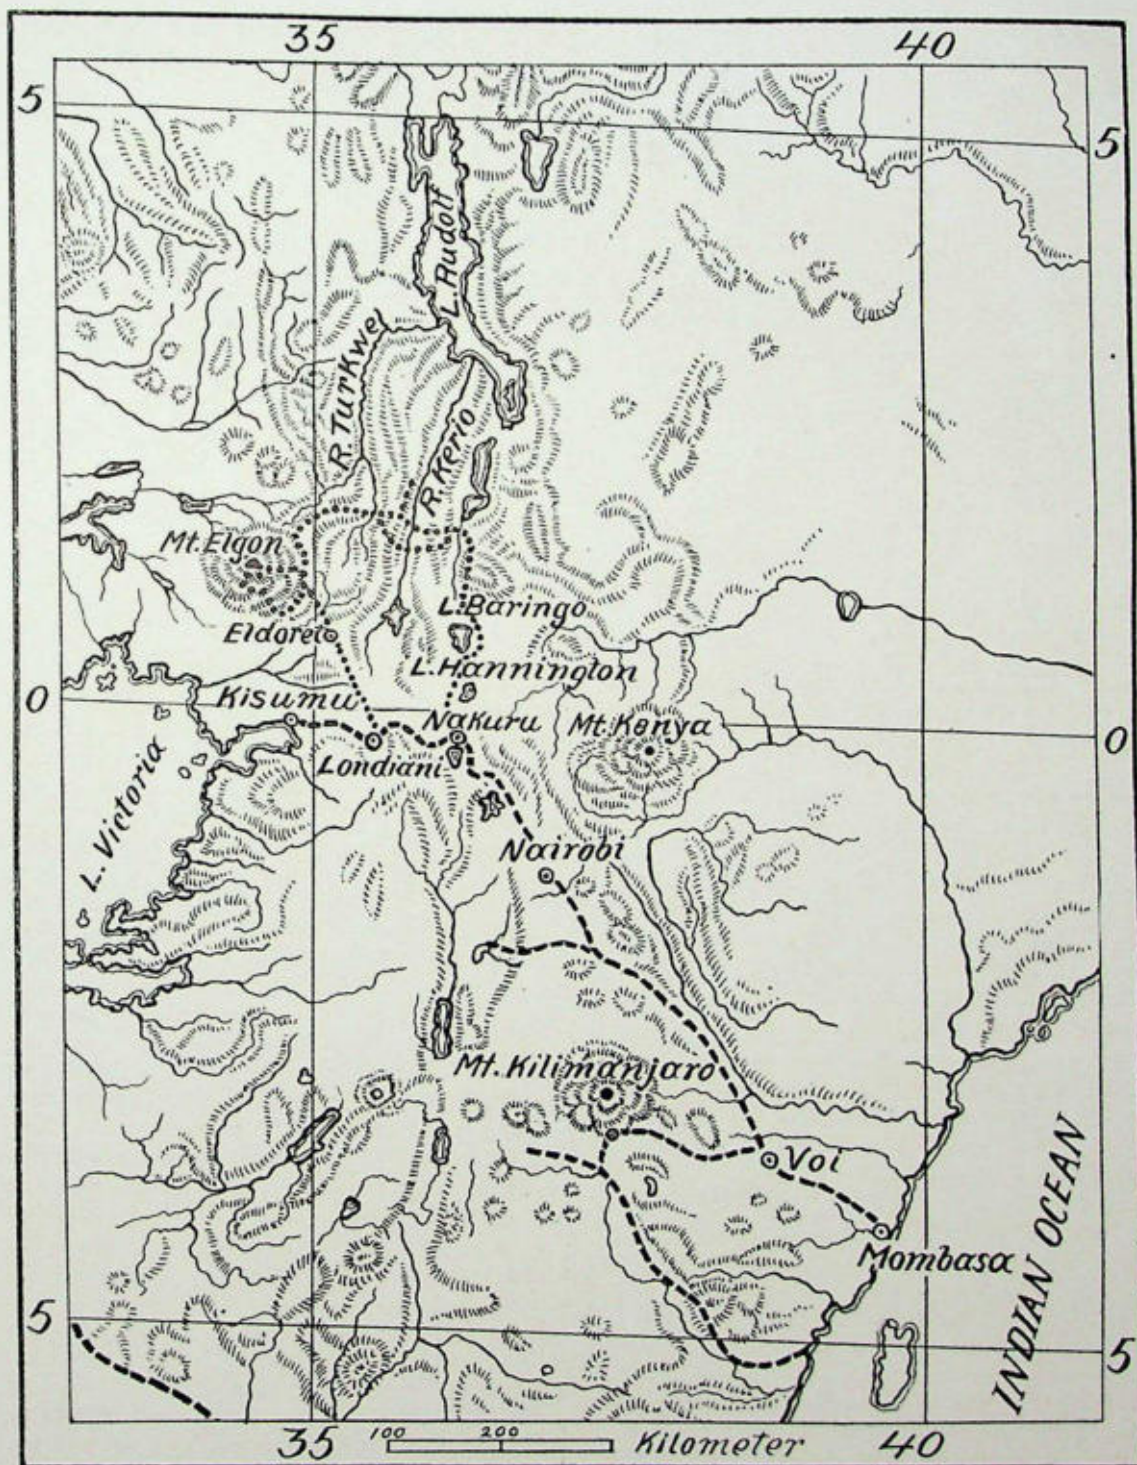 35 40
5 5
L. Rudolf
R. Turkwel
R. Kerio
Mt. Elgon
L. Baringo
Eldoret
L. Hannington
0 Kisumu
Nakuru Mt. Kenya 0
Londiani
L. Victoria
Nairobi
Mt. Kilimanjaro
Voi
Mombasa
INDIAN OCEAN
5 5
35 100 200 Kilometer 40